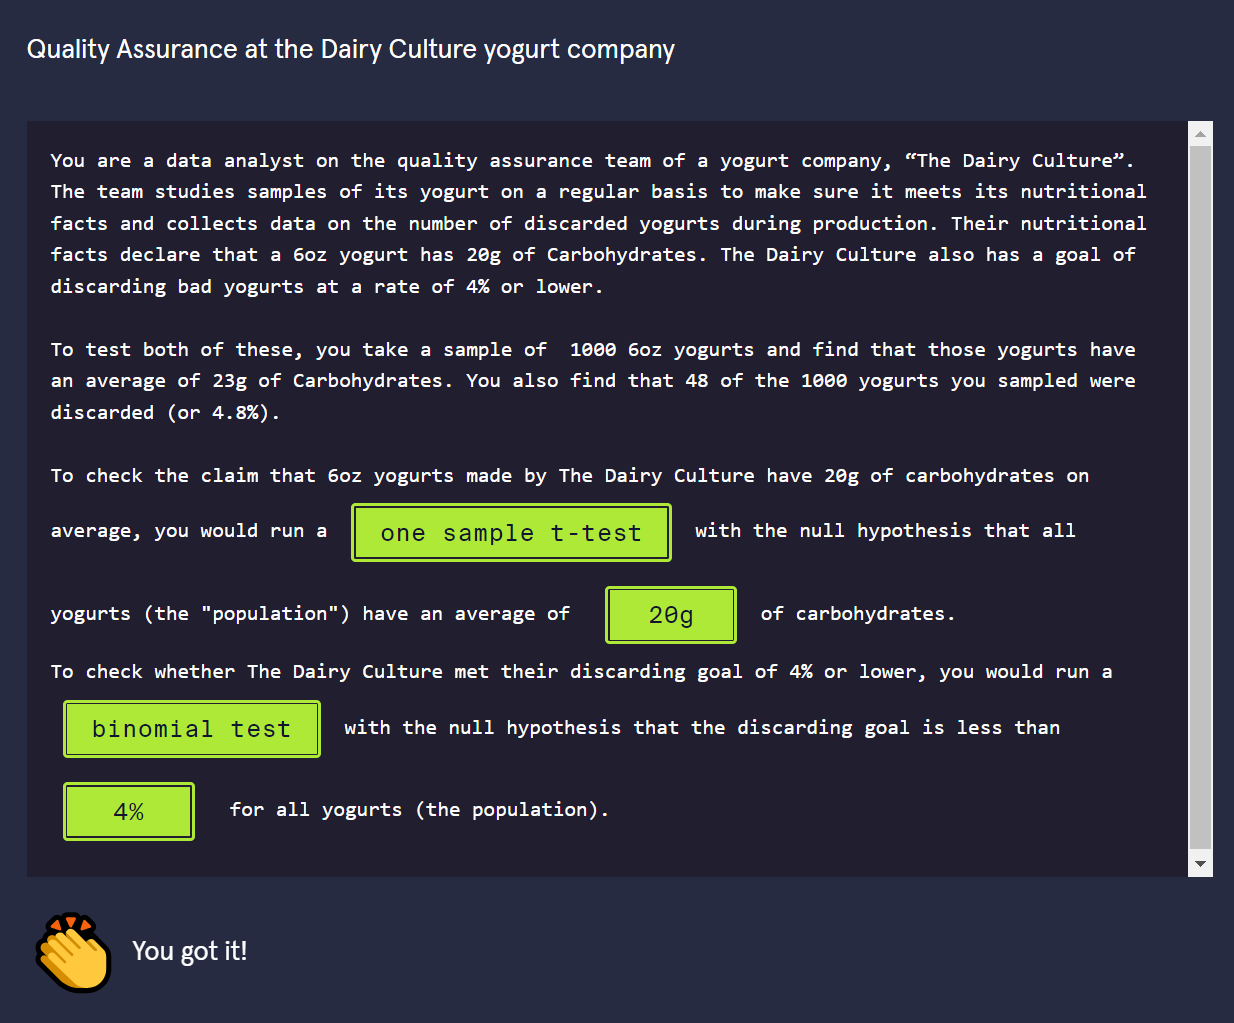 Quality Assurance at the Dairy Culture yogurt company
You are a data analyst on the quality assurance team of a yogurt company, “The Dairy Culture”.
The team studies samples of its yogurt on a regular basis to make sure it meets its nutritional
facts and collects data on the number of discarded yogurts during production. Their nutritional
facts declare that a 6oz yogurt has 20g of Carbohydrates. The Dairy Culture also has a goal of
discarding bad yogurts at a rate of 4% or lower.
To test both of these, you take a sample of  1000 6oz yogurts and find that those yogurts have
an average of 23g of Carbohydrates. You also find that 48 of the 1000 yogurts you sampled were
discarded (or 4.8%).
To check the claim that 6oz yogurts made by The Dairy Culture have 20g of carbohydrates on
average, you would run a one sample t-test with the null hypothesis that all
yogurts (the "population") have an average of 20g of carbohydrates.
To check whether The Dairy Culture met their discarding goal of 4% or lower, you would run a
binomial test with the null hypothesis that the discarding goal is less than
4% for all yogurts (the population).
You got it!